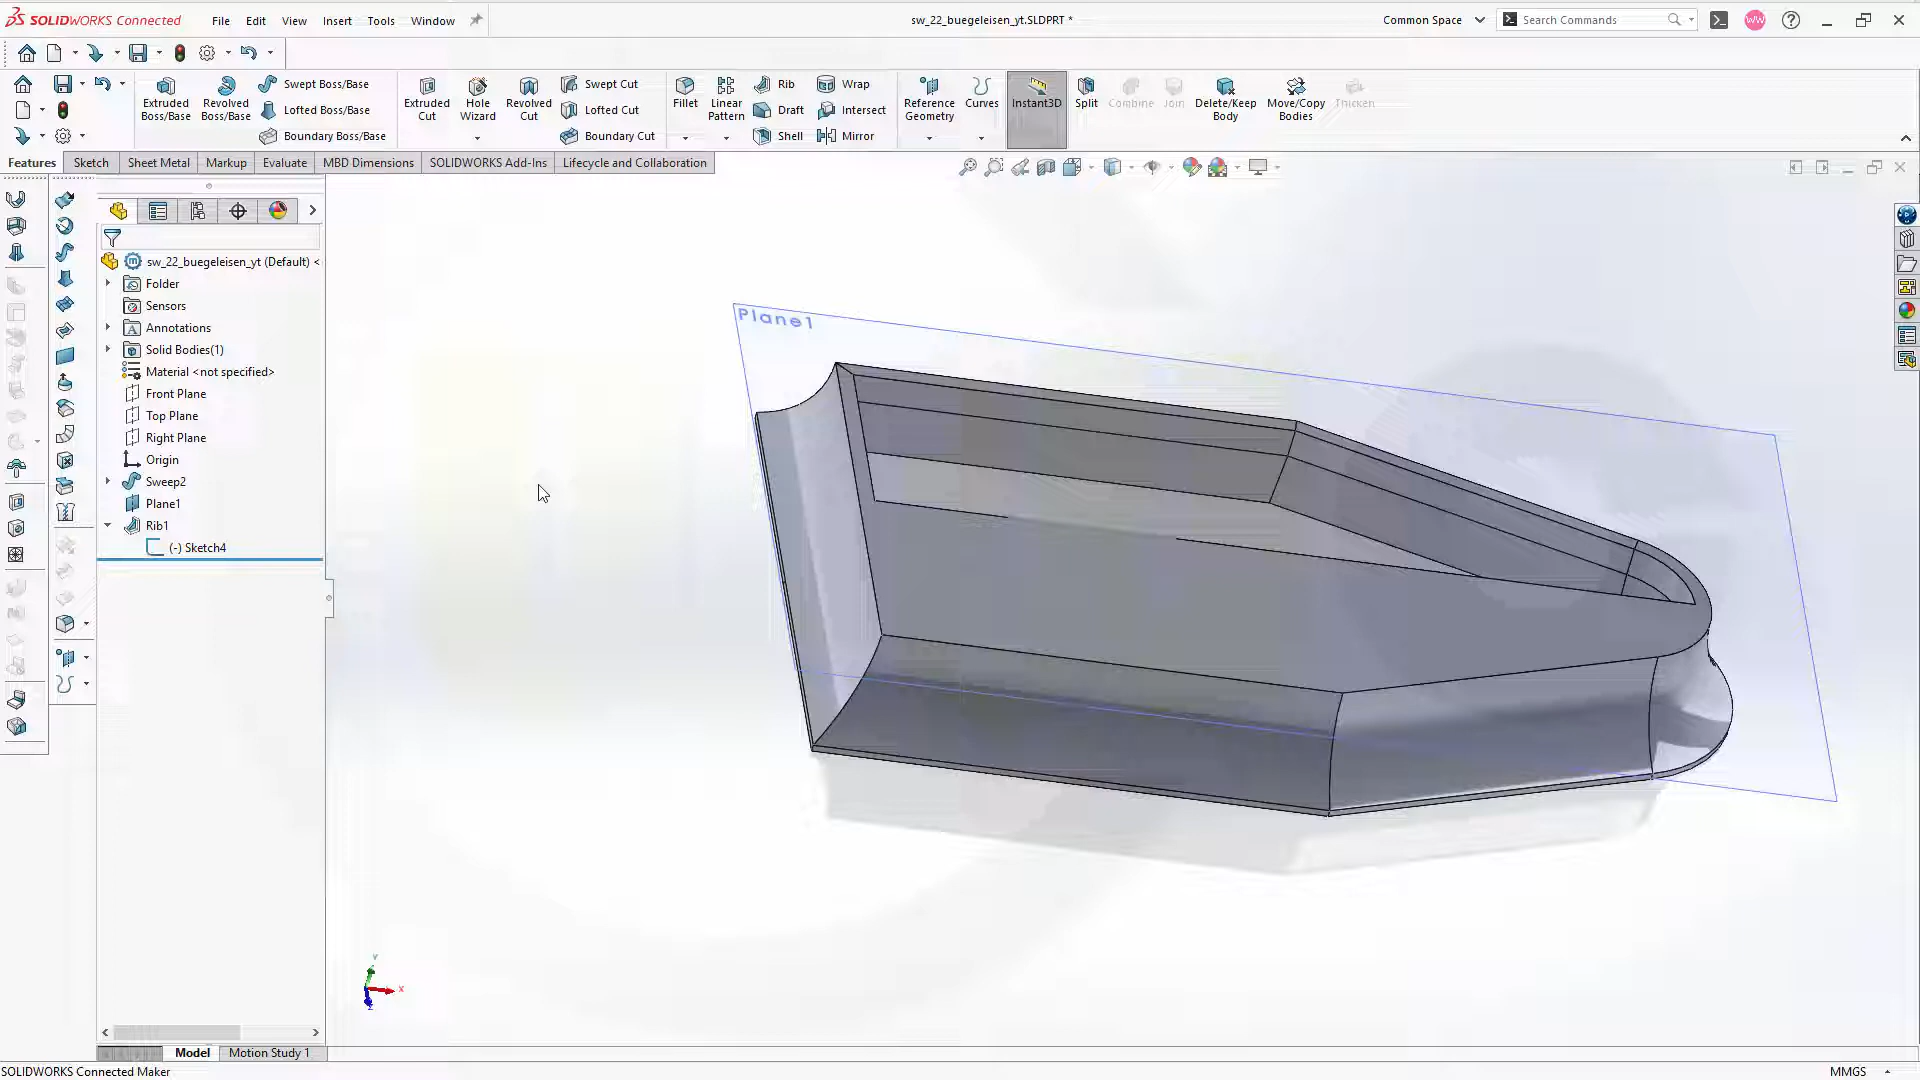 SOLIDWORKS Connected
File
Edit
View
Insert
Tools
Window
sw_22_buegeleisen_yt.SLDPRT *
Common Space
Search Commands
WW
Extruded Boss/Base
Revolved Boss/Base
Swept Boss/Base
Lofted Boss/Base
Boundary Boss/Base
Extruded Cut
Hole Wizard
Revolved Cut
Swept Cut
Lofted Cut
Boundary Cut
Fillet
Linear Pattern
Rib
Draft
Shell
Wrap
Intersect
Mirror
Reference Geometry
Curves
Instant3D
Split
Combine
Join
Delete/Keep Body
Move/Copy Bodies
Thicken
Features
Sketch
Sheet Metal
Markup
Evaluate
MBD Dimensions
SOLIDWORKS Add-Ins
Lifecycle and Collaboration
sw_22_buegeleisen_yt (Default) <
Folder
Sensors
Annotations
Solid Bodies(1)
Material <not specified>
Front Plane
Top Plane
Right Plane
Origin
Sweep2
Plane1
Rib1
(-) Sketch4
Plane1
Y
X
Z
Model
Motion Study 1
SOLIDWORKS Connected Maker
MMGS